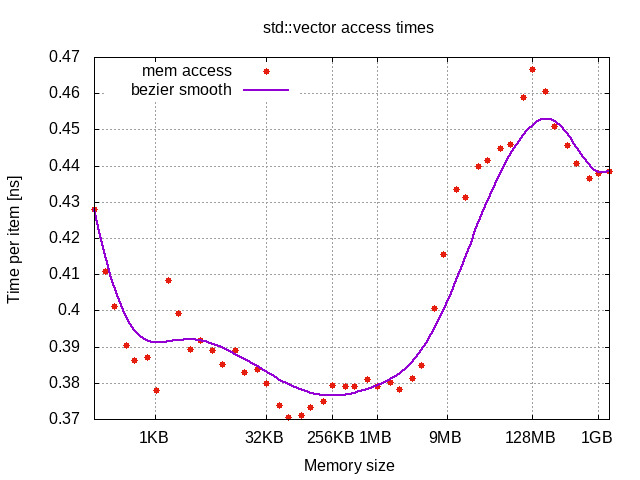 std::vector access times
mem access
bezier smooth
0.47
0.46
0.45
0.44
0.43
0.42
0.41
0.4
0.39
0.38
0.37
Time per item [ns]
1KB 32KB 256KB 1MB 9MB 128MB 1GB
Memory size